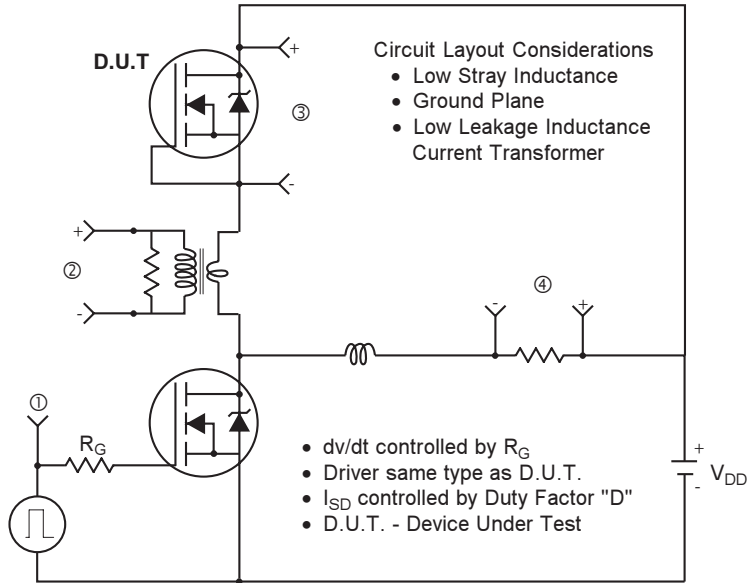 D.U.T
+
Circuit Layout Considerations
• Low Stray Inductance
• Ground Plane
• Low Leakage Inductance
Current Transformer
③
-
+
②
-
④
-
+
①
R_G
• dv/dt controlled by R_G
• Driver same type as D.U.T.
• I_SD controlled by Duty Factor "D"
• D.U.T. - Device Under Test
+
V_DD
-